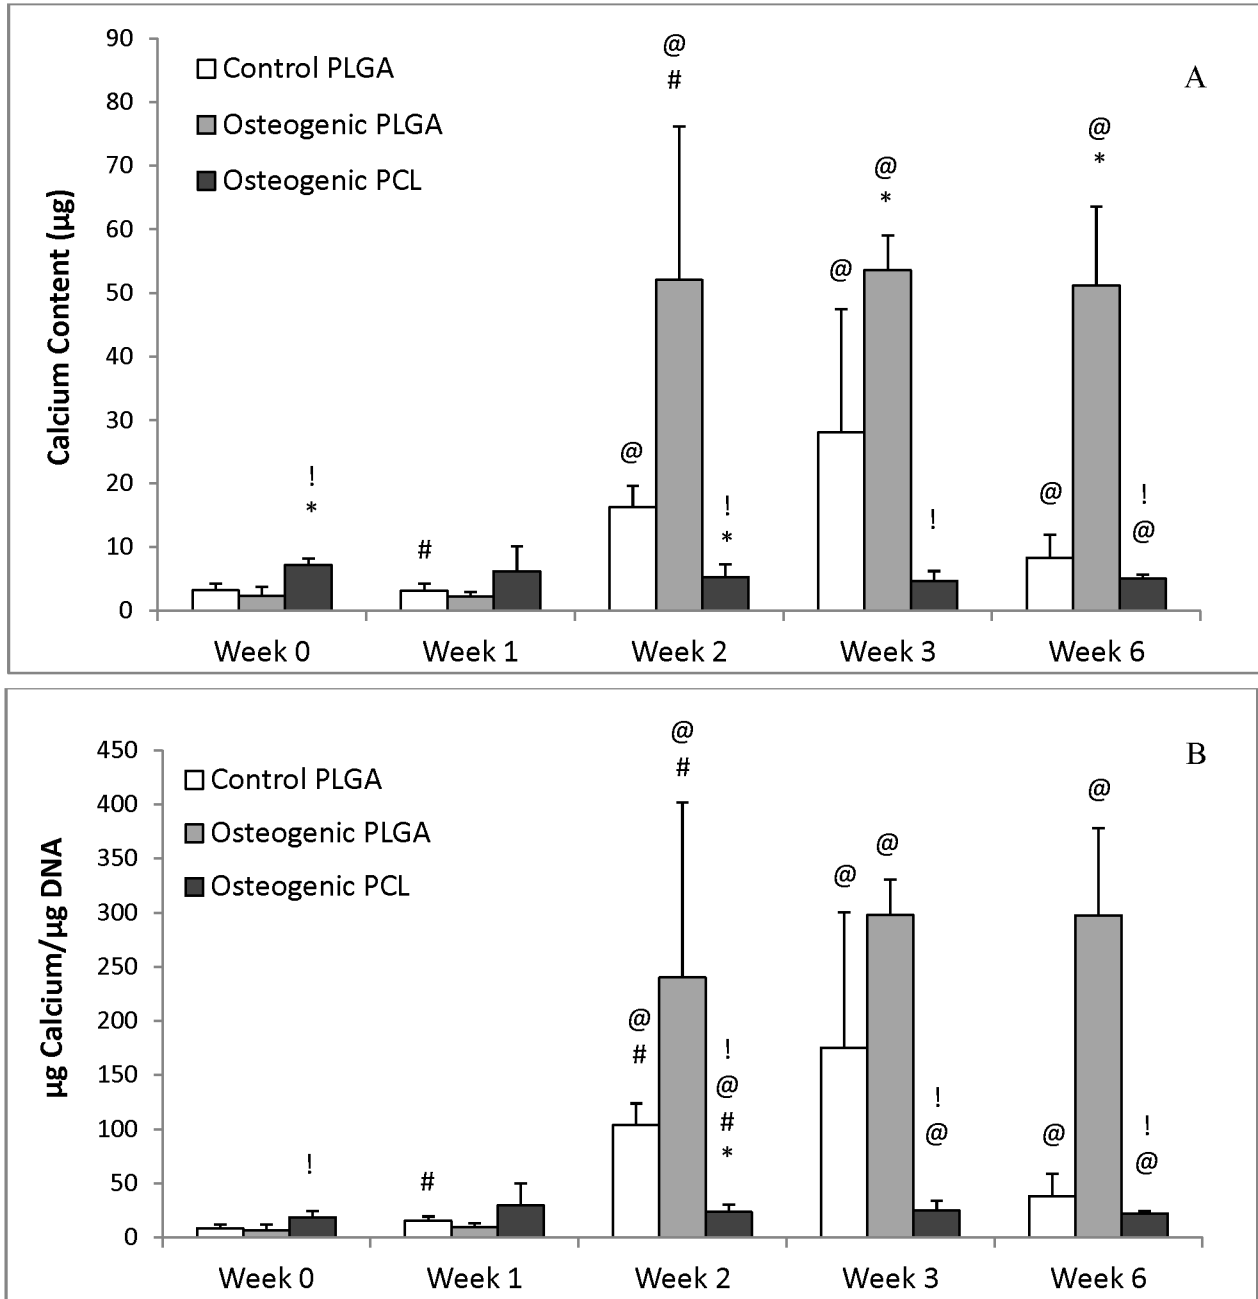 A
Calcium Content (µg)
90
80
70
60
50
40
30
20
10
0
Control PLGA
Osteogenic PLGA
Osteogenic PCL
!
*
#
@
@
#
!
*
@
@
*
!
@
@
*
!
@
Week 0
Week 1
Week 2
Week 3
Week 6
B
µg Calcium/µg DNA
450
400
350
300
250
200
150
100
50
0
Control PLGA
Osteogenic PLGA
Osteogenic PCL
!
#
@
#
@
#
!
@
#
*
@
@
!
@
@
@
!
@
Week 0
Week 1
Week 2
Week 3
Week 6